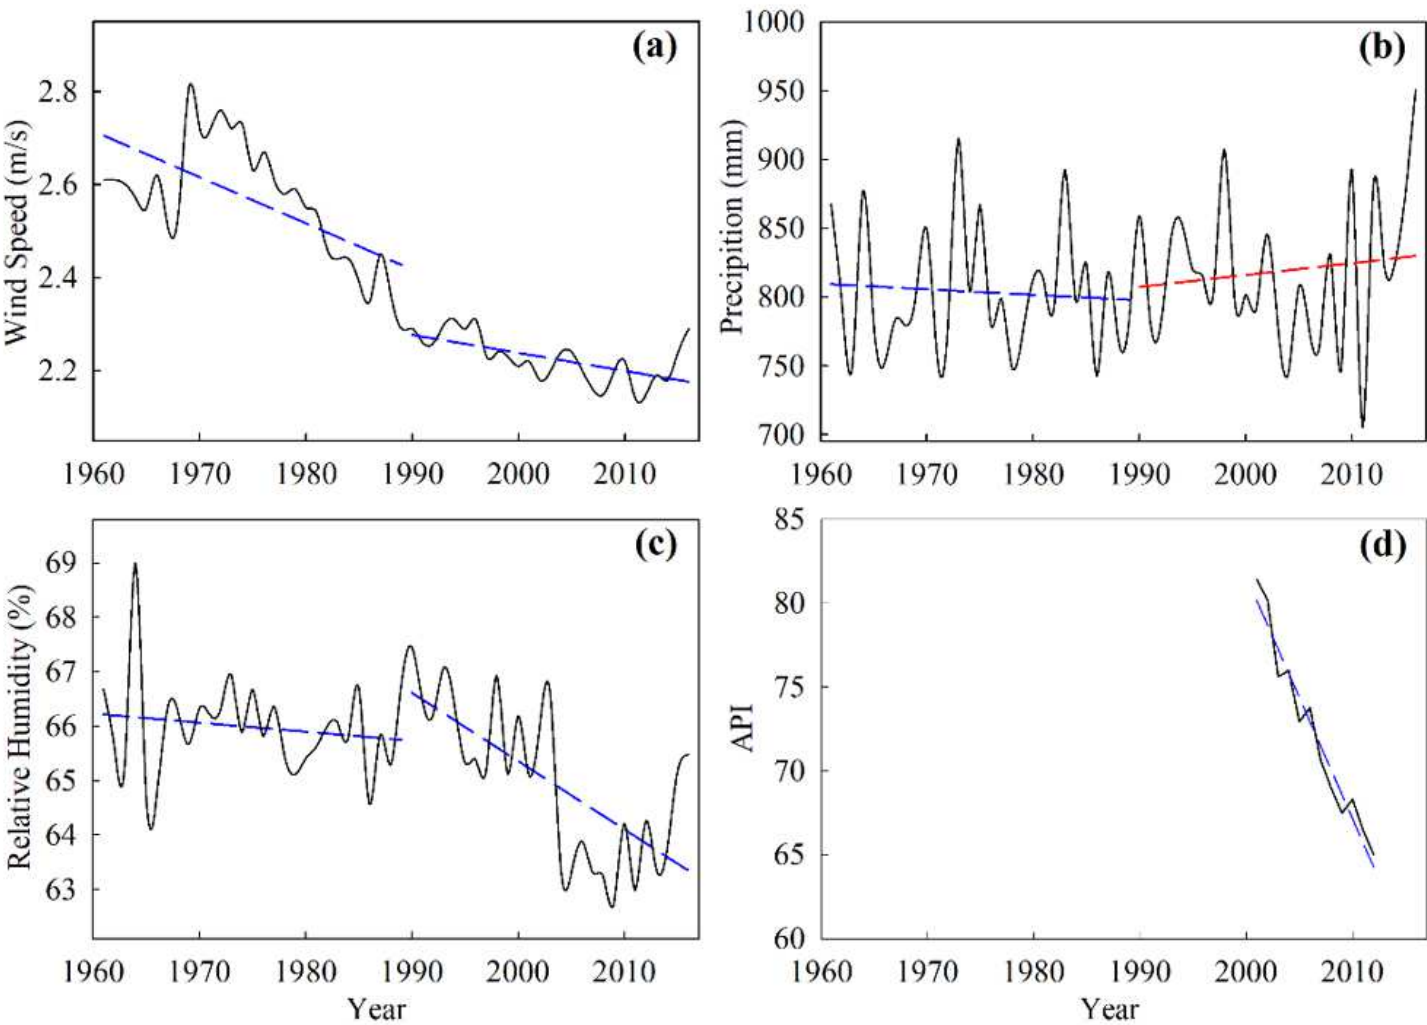 (a)
Wind Speed (m/s)
2.8
2.6
2.4
2.2
1960 1970 1980 1990 2000 2010
(b)
Precipition (mm)
1000
950
900
850
800
750
700
1960 1970 1980 1990 2000 2010
(c)
Relative Humidity (%)
69
68
67
66
65
64
63
1960 1970 1980 1990 2000 2010
Year
(d)
API
85
80
75
70
65
60
1960 1970 1980 1990 2000 2010
Year